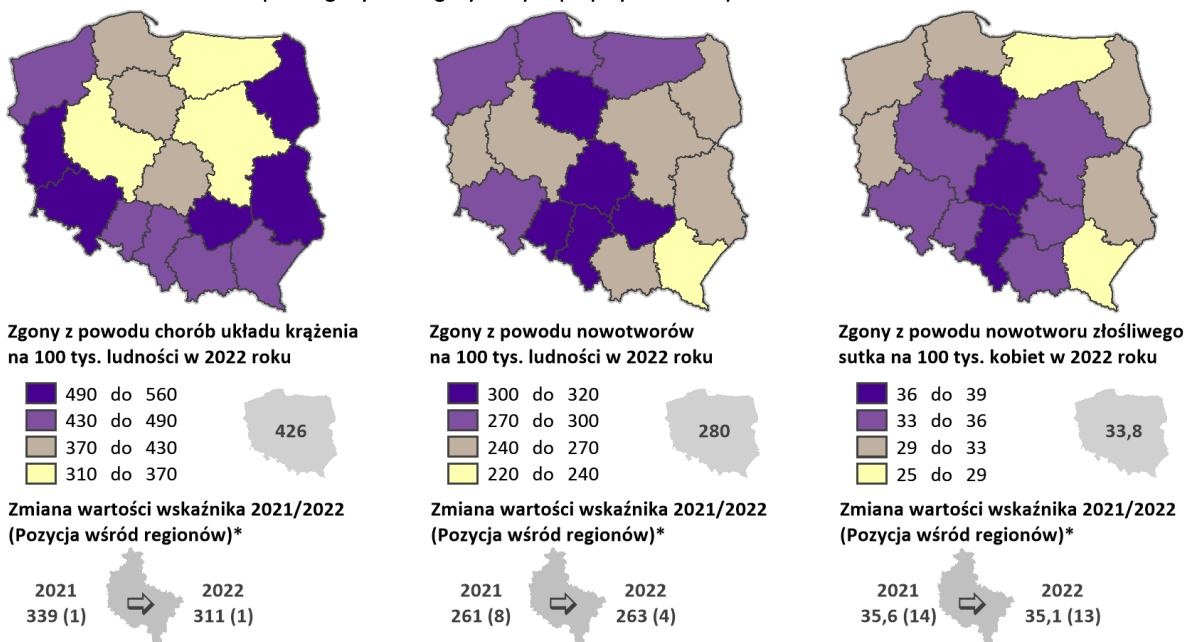 Zgony z powodu chorób układu krążenia
na 100 tys. ludności w 2022 roku
490 do 560
430 do 490
370 do 430
310 do 370
426
Zmiana wartości wskaźnika 2021/2022
(Pozycja wśród regionów)*
2021
339 (1)
2022
311 (1)
Zgony z powodu nowotworów
na 100 tys. ludności w 2022 roku
300 do 320
270 do 300
240 do 270
220 do 240
280
Zmiana wartości wskaźnika 2021/2022
(Pozycja wśród regionów)*
2021
261 (8)
2022
263 (4)
Zgony z powodu nowotworu złośliwego
sutka na 100 tys. kobiet w 2022 roku
36 do 39
33 do 36
29 do 33
25 do 29
33,8
Zmiana wartości wskaźnika 2021/2022
(Pozycja wśród regionów)*
2021
35,6 (14)
2022
35,1 (13)